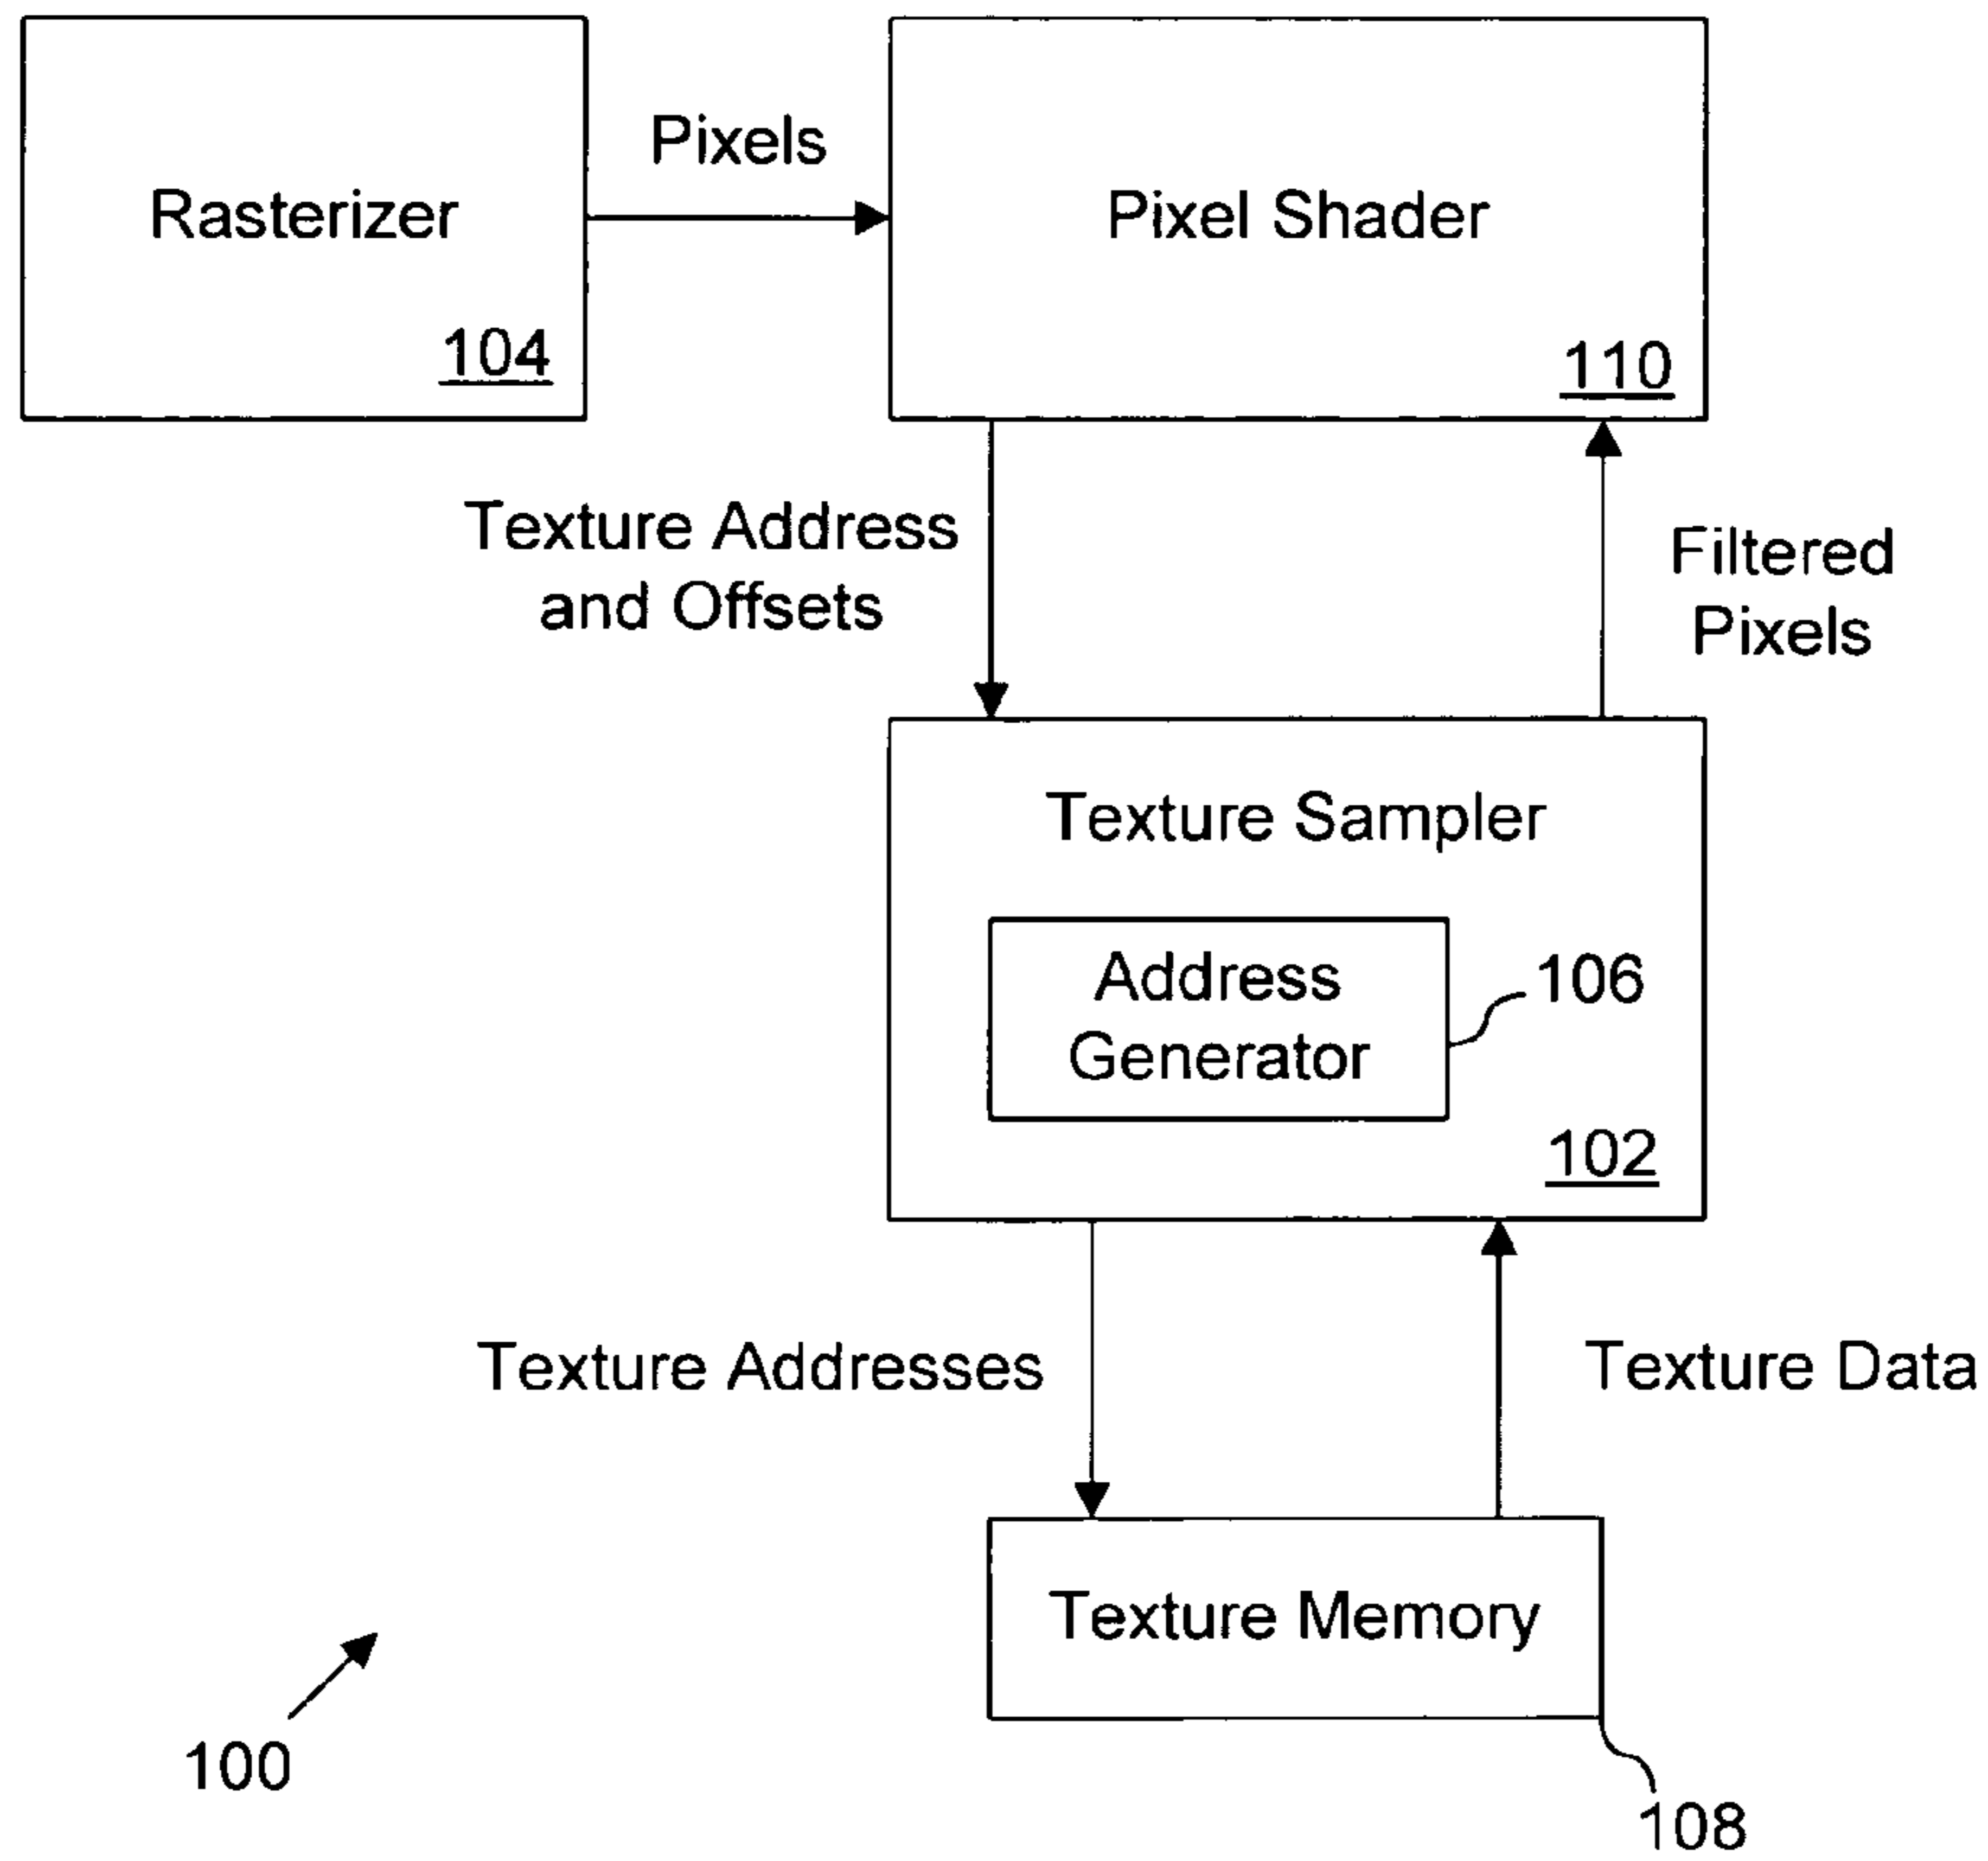 Rasterizer
104
Pixels
Pixel Shader
110
Texture Address
and Offsets
Filtered
Pixels
Texture Sampler
Address
Generator
106
102
Texture Addresses
Texture Data
Texture Memory
100
108